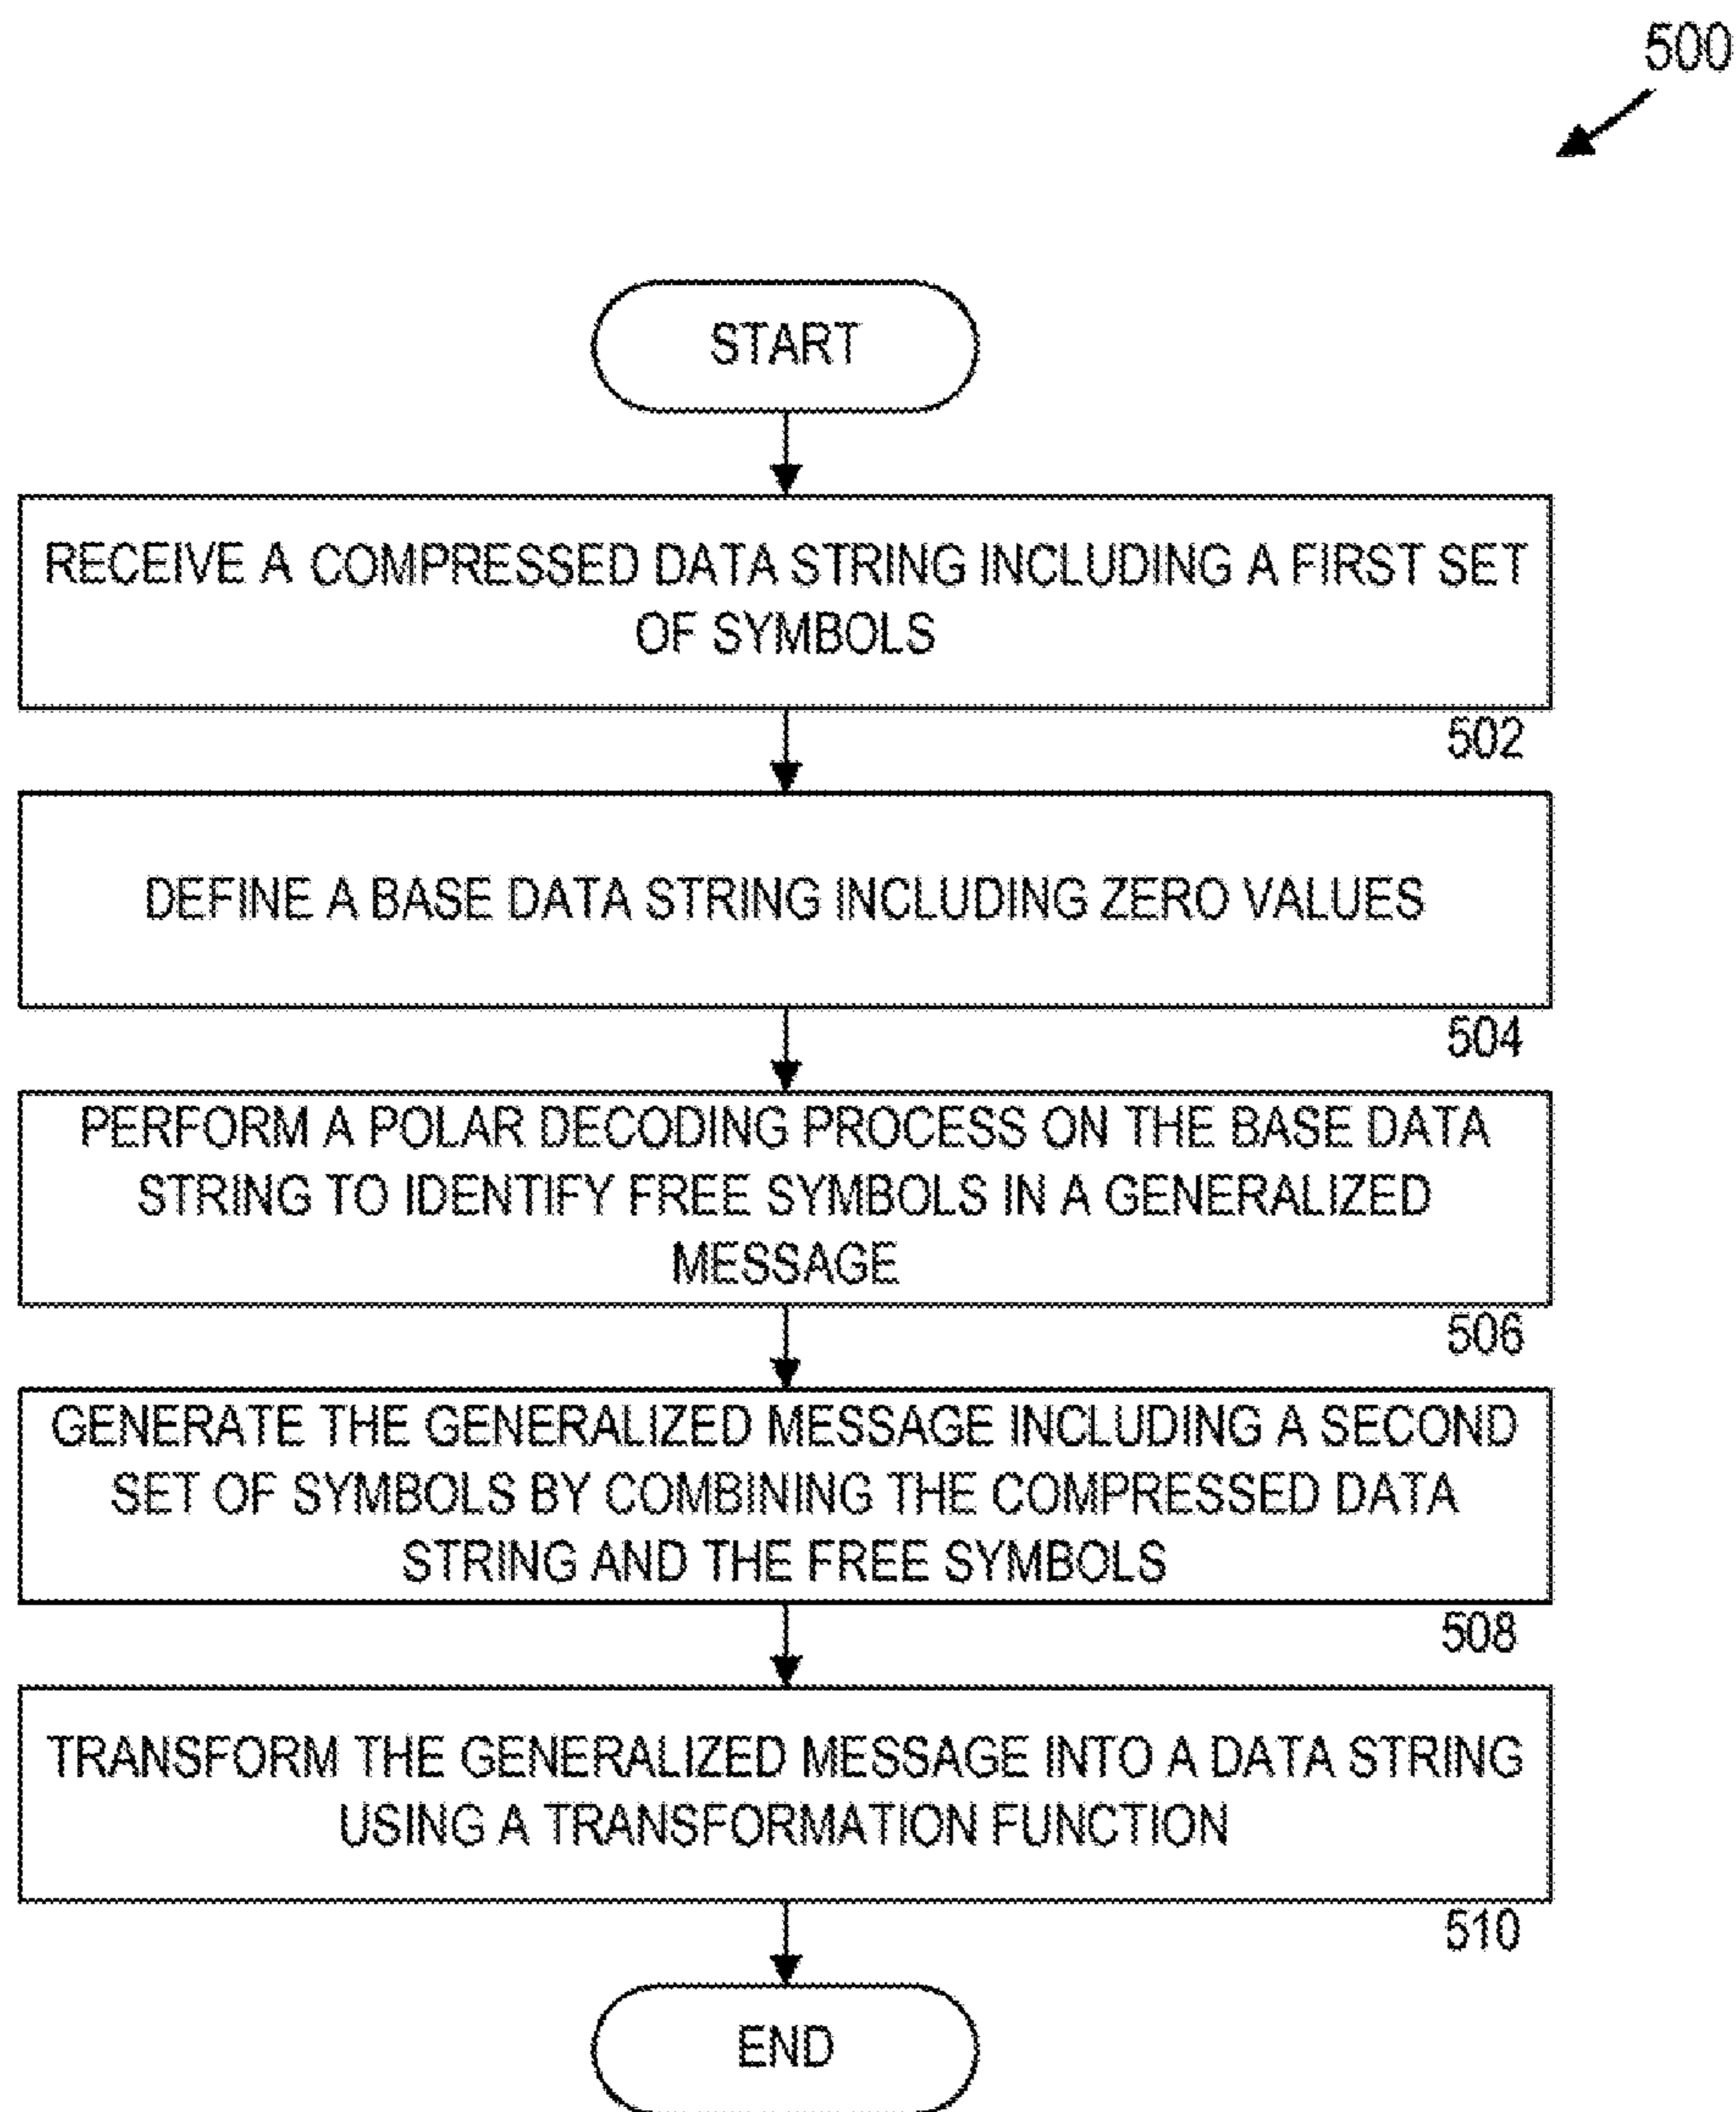 500
START
RECEIVE A COMPRESSED DATA STRING INCLUDING A FIRST SET
OF SYMBOLS
502
DEFINE A BASE DATA STRING INCLUDING ZERO VALUES
504
PERFORM A POLAR DECODING PROCESS ON THE BASE DATA
STRING TO IDENTIFY FREE SYMBOLS IN A GENERALIZED
MESSAGE
506
GENERATE THE GENERALIZED MESSAGE INCLUDING A SECOND
SET OF SYMBOLS BY COMBINING THE COMPRESSED DATA
STRING AND THE FREE SYMBOLS
508
TRANSFORM THE GENERALIZED MESSAGE INTO A DATA STRING
USING A TRANSFORMATION FUNCTION
510
END